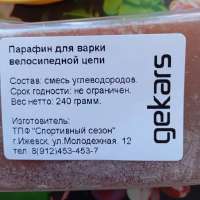 Парафин для варки
велосипедной цепи
Состав: смесь углеводородов.
Срок годности: не ограничен.
Вес нетто: 240 грамм.
Изготовитель:
ТПФ "Спортивный сезон"
г.Ижевск, ул.Молодежная, 12
тел. 8(912)453-453-7
gekars